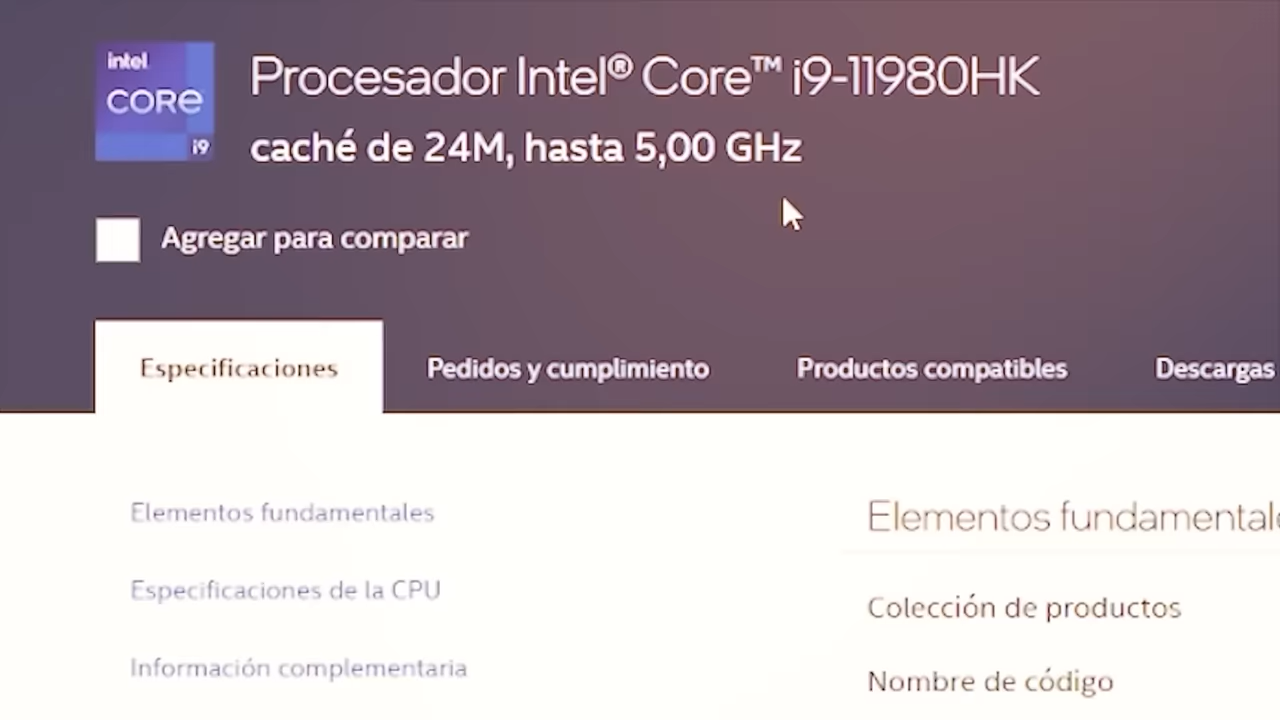 intel
CORE
i9
Procesador Intel® Core™ i9-11980HK
caché de 24M, hasta 5,00 GHz
Agregar para comparar
Especificaciones
Pedidos y cumplimiento
Productos compatibles
Descargas
Elementos fundamentales
Especificaciones de la CPU
Información complementaria
Elementos fundamentale
Colección de productos
Nombre de código